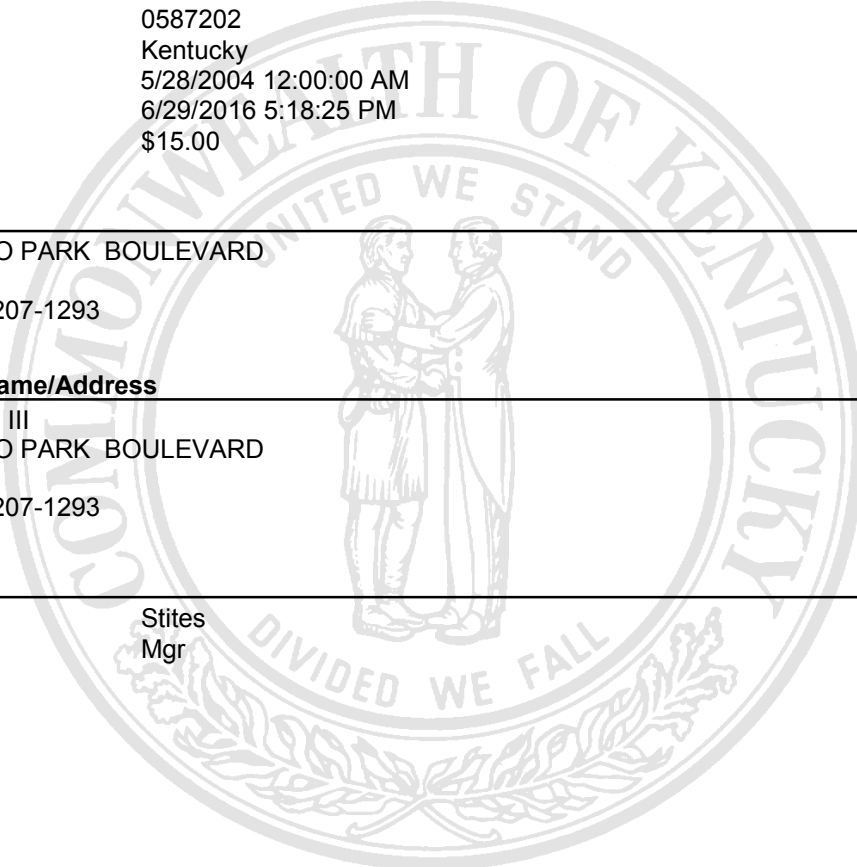 0587202
Kentucky
5/28/2004 12:00:00 AM
6/29/2016 5:18:25 PM
$15.00
COMMONWEALTH OF KENTUCKY
UNITED WE STAND
O PARK BOULEVARD
207-1293
ame/Address
III
O PARK BOULEVARD
207-1293
Stites
Mgr
DIVIDED WE FALL